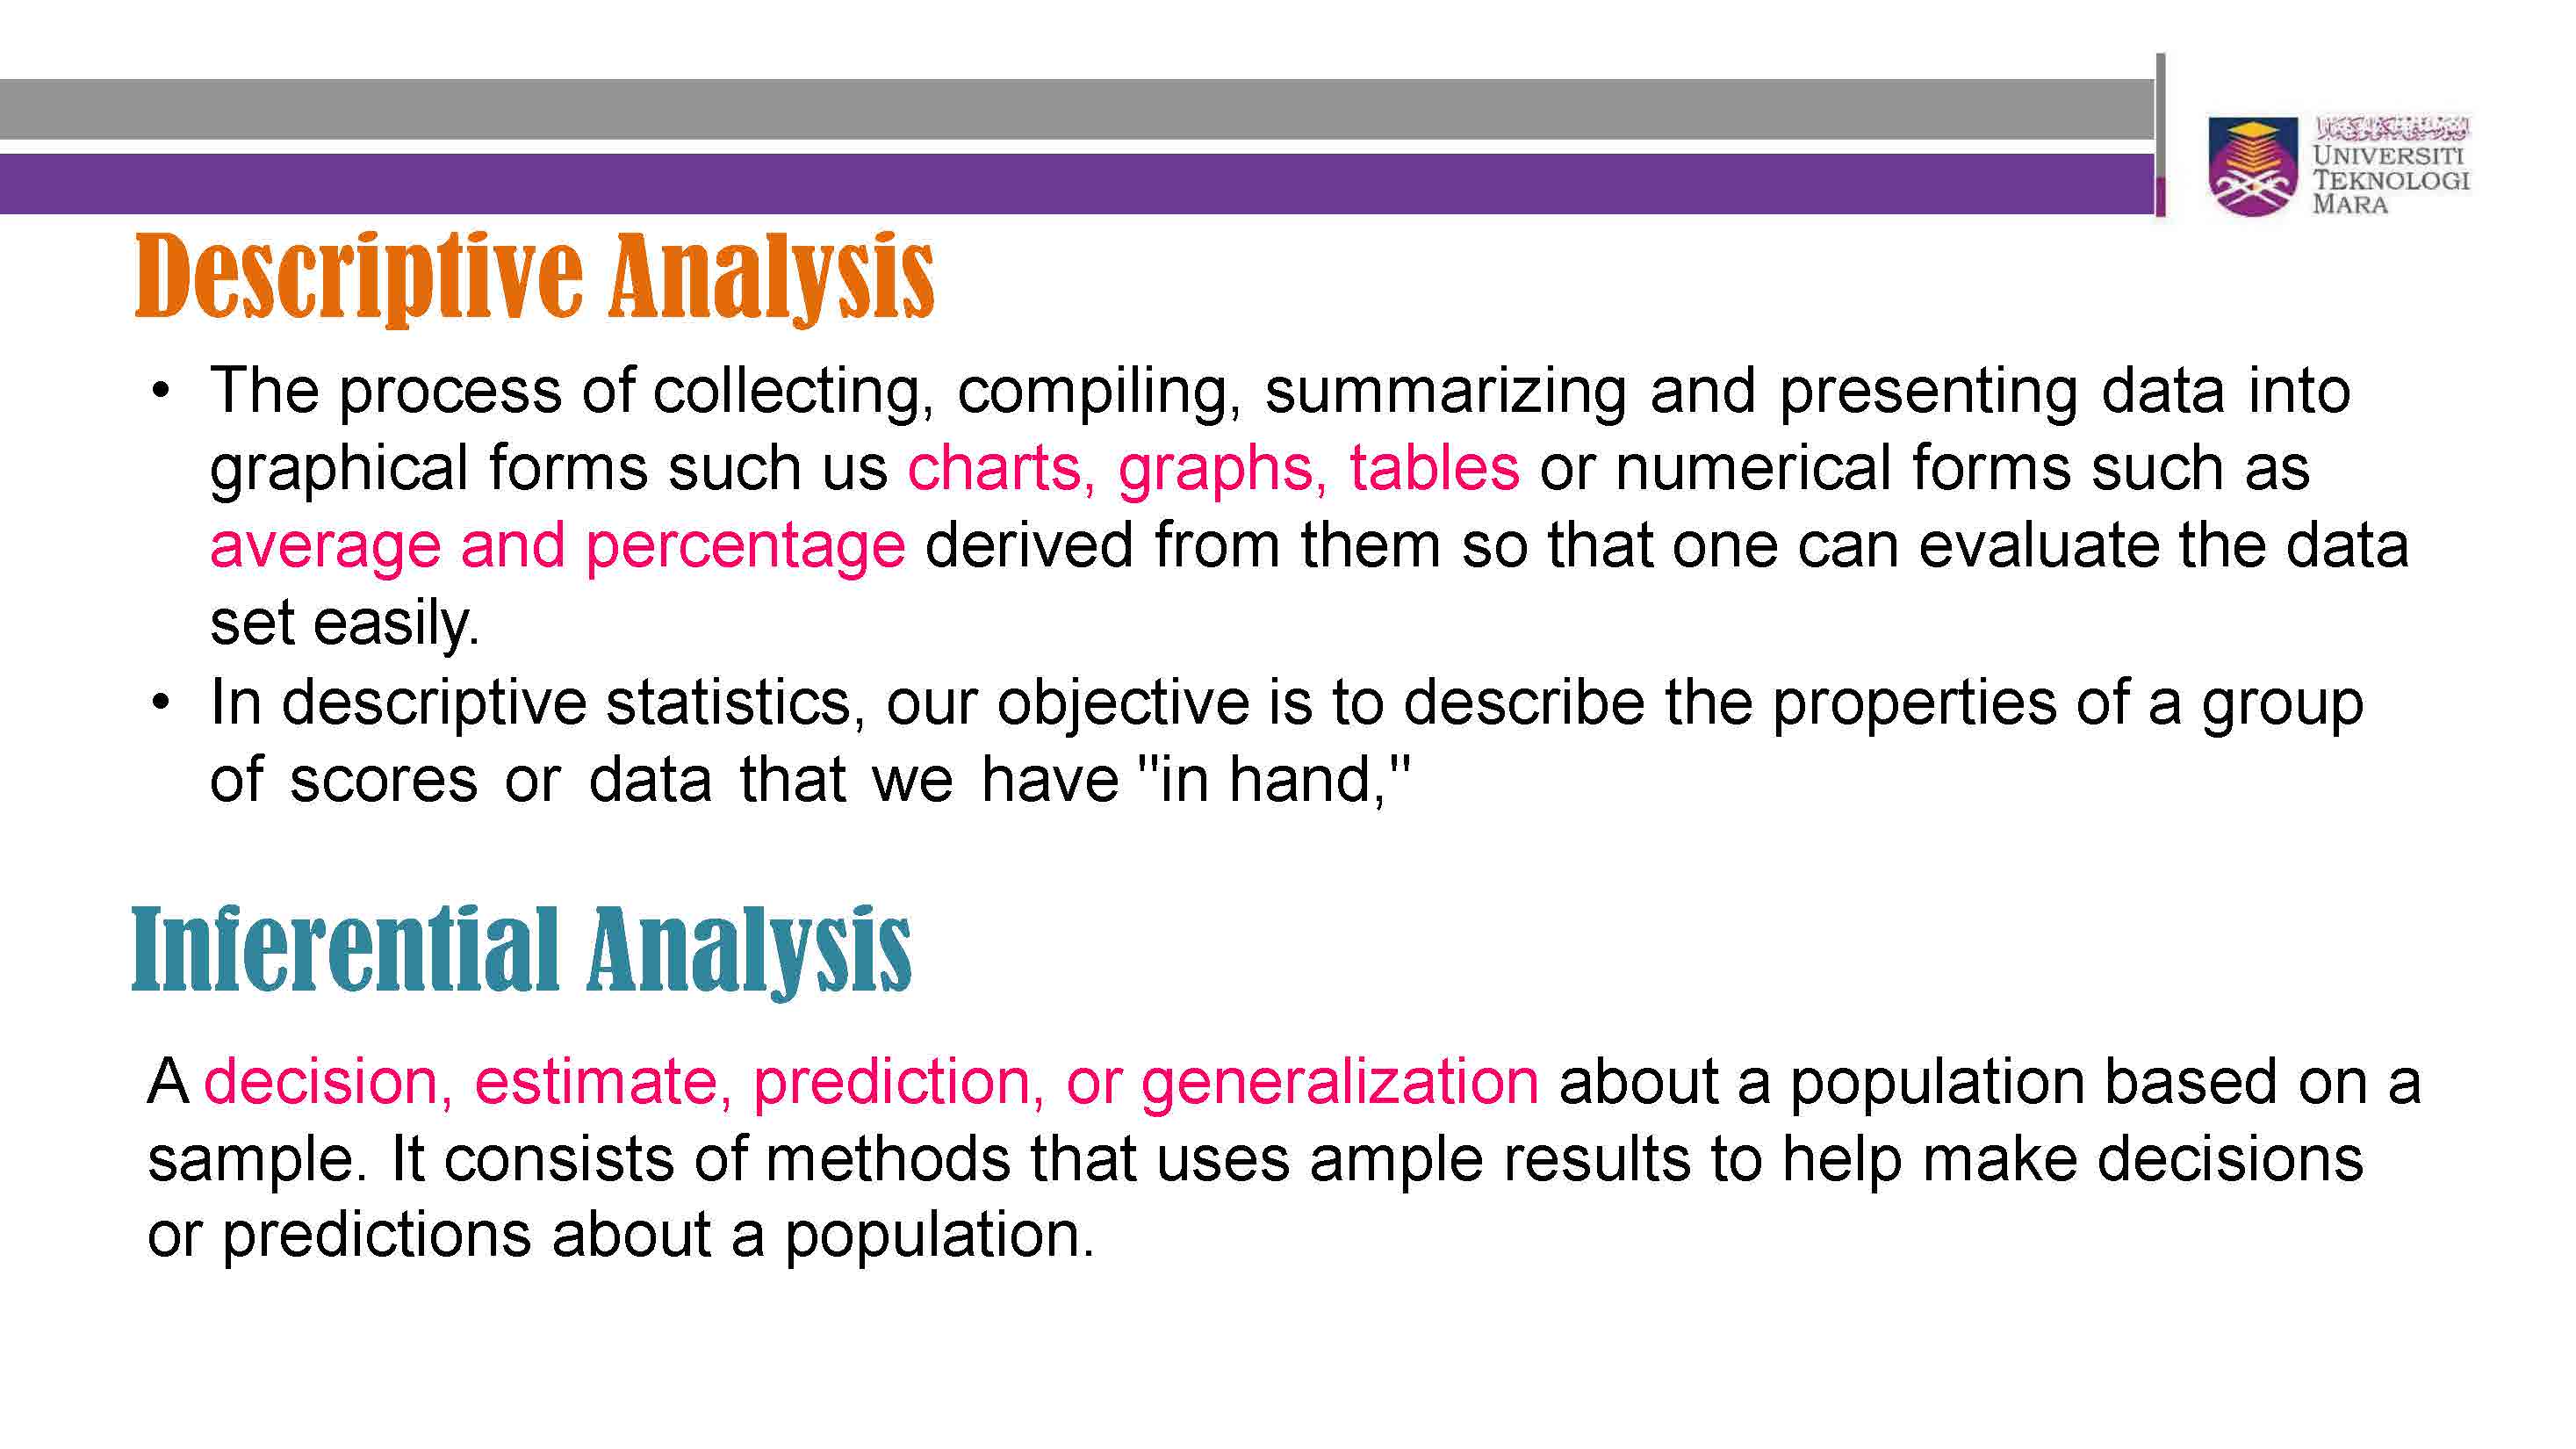 UNIVERSITI
TEKNOLOGI
MARA
Descriptive Analysis
• The process of collecting, compiling, summarizing and presenting data into
graphical forms such us charts, graphs, tables or numerical forms such as
average and percentage derived from them so that one can evaluate the data
set easily.
• In descriptive statistics, our objective is to describe the properties of a group
of scores or data that we have "in hand,"
Inferential Analysis
A decision, estimate, prediction, or generalization about a population based on a
sample. It consists of methods that uses ample results to help make decisions
or predictions about a population.